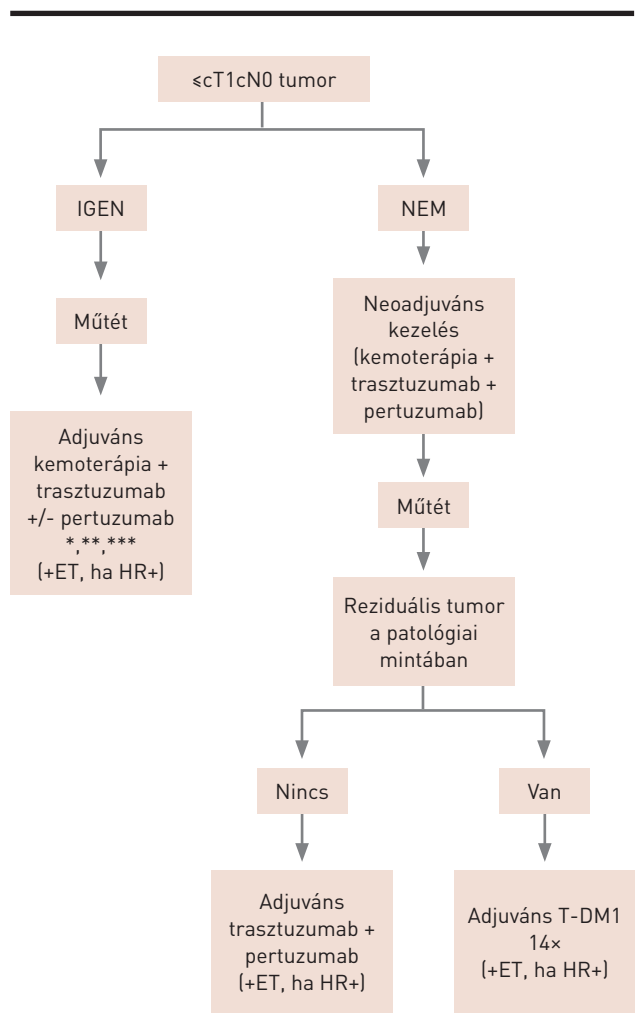 ≤cT1cN0 tumor
IGEN
NEM
Műtét
Neoadjuváns
kezelés
(kemoterápia +
trasztuzumab +
pertuzumab)
Adjuváns
kemoterápia +
trasztuzumab
+/- pertuzumab
*,**,***
(+ET, ha HR+)
Műtét
Reziduális tumor
a patológiai
mintában
Nincs
Van
Adjuváns
trasztuzumab +
pertuzumab
(+ET, ha HR+)
Adjuváns T-DM1
14×
(+ET, ha HR+)